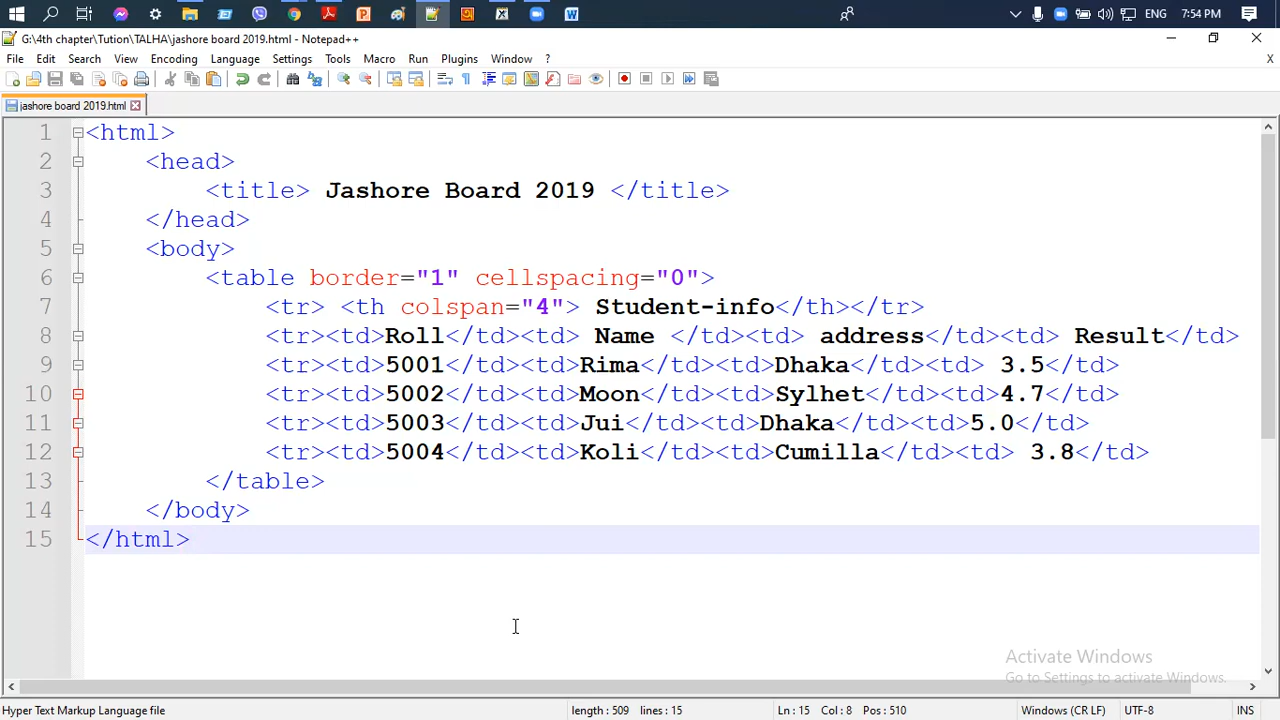 ENG 7:54 PM
G:\4th chapter\Tution\TALHA\jashore board 2019.html - Notepad++
File Edit Search View Encoding Language Settings Tools Macro Run Plugins Window ? X
jashore board 2019.html
1 <html>
2 <head>
3 <title> Jashore Board 2019 </title>
4 </head>
5 <body>
6 <table border="1" cellspacing="0">
7 <tr> <th colspan="4"> Student-info</th></tr>
8 <tr><td>Roll</td><td> Name </td><td> address</td><td> Result</td>
9 <tr><td>5001</td><td>Rima</td><td>Dhaka</td><td> 3.5</td>
10 <tr><td>5002</td><td>Moon</td><td>Sylhet</td><td>4.7</td>
11 <tr><td>5003</td><td>Jui</td><td>Dhaka</td><td>5.0</td>
12 <tr><td>5004</td><td>Koli</td><td>Cumilla</td><td> 3.8</td>
13 </table>
14 </body>
15 </html>
Activate Windows
Go to Settings to activate Windows.
Hyper Text Markup Language file length : 509 lines : 15 Ln : 15 Col : 8 Pos : 510 Windows (CR LF) UTF-8 INS